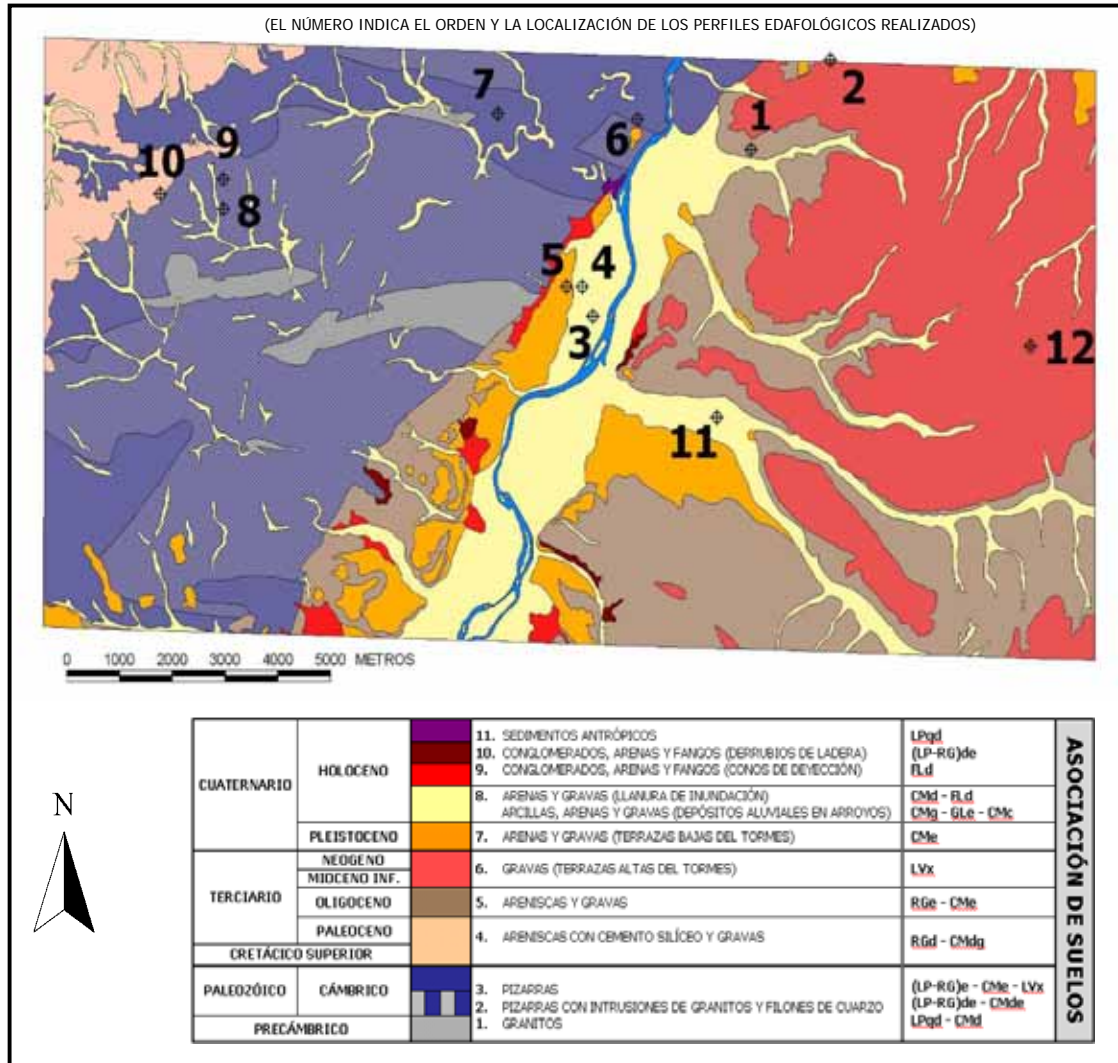 (EL NÚMERO INDICA EL ORDEN Y LA LOCALIZACIÓN DE LOS PERFILES EDAFOLÓGICOS REALIZADOS)
7
2
1
6
9
10
8
5
4
3
12
11
0 1000 2000 3000 4000 5000 METROS
N
CUATERNARIO
HOLOCENO
11. SEDIMENTOS ANTRÓPICOS LPqd
10. CONGLOMERADOS, ARENAS Y FANGOS (DERRUBIOS DE LADERA) (LP-RG)de
9. CONGLOMERADOS, ARENAS Y FANGOS (CONOS DE DEYECCIÓN) FLd
8. ARENAS Y GRAVAS (LLANURA DE INUNDACIÓN) CMd - FLd
ARCILLAS, ARENAS Y GRAVAS (DEPÓSITOS ALUVIALES EN ARROYOS) CMg - GLe - CMc
PLEISTOCENO 7. ARENAS Y GRAVAS (TERRAZAS BAJAS DEL TORMES) CMe
TERCIARIO
NEOGENO
MIOCENO INF.
6. GRAVAS (TERRAZAS ALTAS DEL TORMES) LVx
OLIGOCENO 5. ARENISCAS Y GRAVAS RGe - CMe
PALEOCENO
CRETÁCICO SUPERIOR
4. ARENISCAS CON CEMENTO SILÍCEO Y GRAVAS RGd - CMdg
PALEOZÓICO CÁMBRICO
3. PIZARRAS (LP-RG)e - CMe - LVx
2. PIZARRAS CON INTRUSIONES DE GRANITOS Y FILONES DE CUARZO (LP-RG)de - CMde
PRECÁMBRICO 1. GRANITOS LPqd - CMd
ASOCIACIÓN DE SUELOS